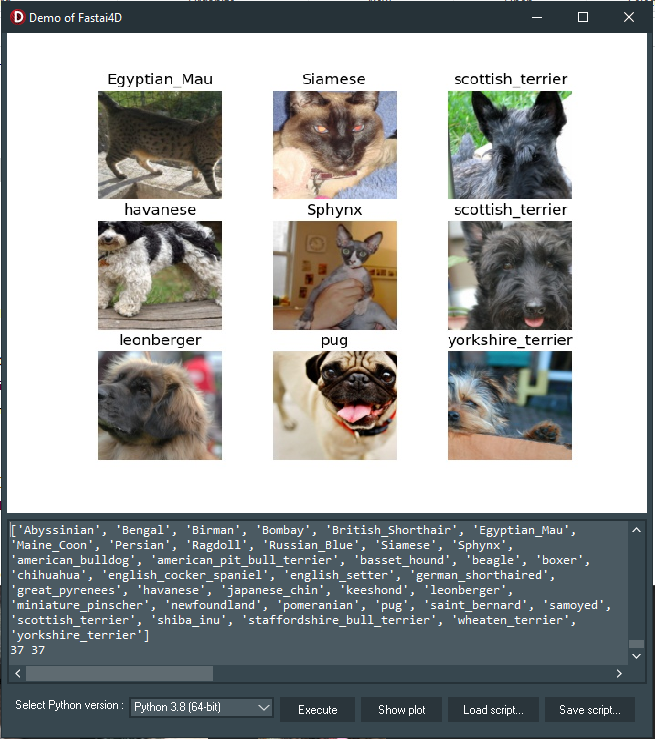 Demo of Fastai4D
Egyptian_Mau Siamese scottish_terrier
havanese Sphynx scottish_terrier
leonberger pug yorkshire_terrier
['Abyssinian', 'Bengal', 'Birman', 'Bombay', 'British_Shorthair', 'Egyptian_Mau',
'Maine_Coon', 'Persian', 'Ragdoll', 'Russian_Blue', 'Siamese', 'Sphynx',
'american_bulldog', 'american_pit_bull_terrier', 'basset_hound', 'beagle', 'boxer',
'chihuahua', 'english_cocker_spaniel', 'english_setter', 'german_shorthaired',
'great_pyrenees', 'havanese', 'japanese_chin', 'keeshond', 'leonberger',
'miniature_pinscher', 'newfoundland', 'pomeranian', 'pug', 'saint_bernard', 'samoyed',
'scottish_terrier', 'shiba_inu', 'staffordshire_bull_terrier', 'wheaten_terrier',
'yorkshire_terrier']
37 37
Select Python version : Python 3.8 (64-bit) Execute Show plot Load script... Save script...